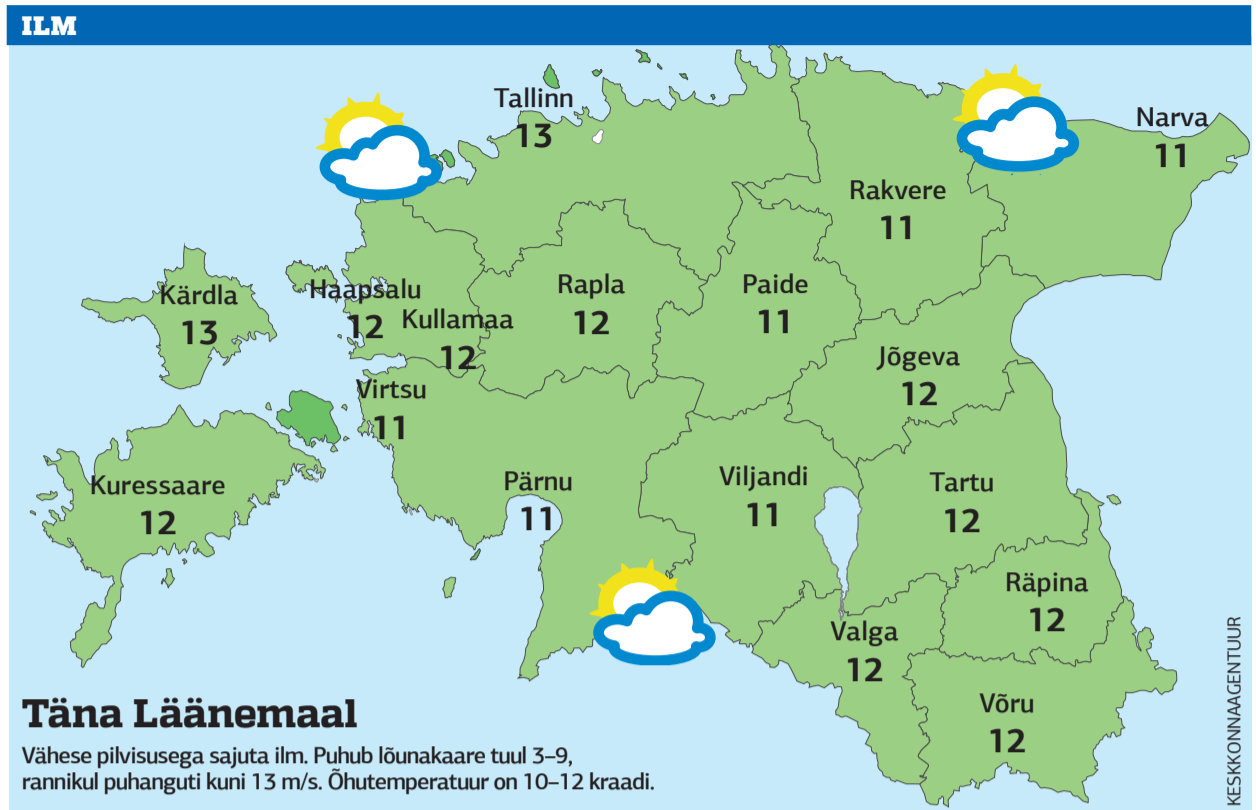 ILM
Tallinn
13
Narva
11
Rakvere
11
Kärdla
13
Haapsalu
12
Kullamaa
12
Rapla
12
Paide
11
Jõgeva
12
Virtsu
11
Kuressaare
12
Pärnu
11
Viljandi
11
Tartu
12
Räpina
12
Valga
12
Võru
12
Täna Läänemaal
Vähese pilvisusega sajuta ilm. Puhub lõunakaare tuul 3–9,
rannikul puhanguti kuni 13 m/s. Õhutemperatuur on 10–12 kraadi.
KESKKONNAAGENTUUR